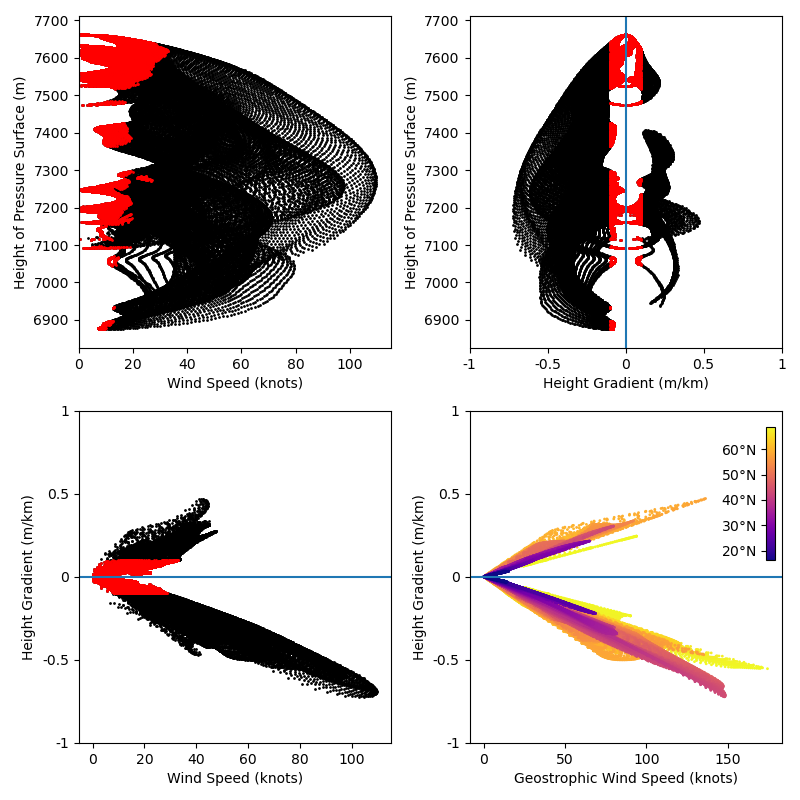 7700
7600
7500
7400
7300
7200
7100
7000
6900
Height of Pressure Surface (m)
0 20 40 60 80 100
Wind Speed (knots)
7700
7600
7500
7400
7300
7200
7100
7000
6900
Height of Pressure Surface (m)
-1 -0.5 0 0.5 1
Height Gradient (m/km)
1
0.5
0
-0.5
-1
Height Gradient (m/km)
0 20 40 60 80 100
Wind Speed (knots)
1
0.5
0
-0.5
-1
Height Gradient (m/km)
60°N
50°N
40°N
30°N
20°N
0 50 100 150
Geostrophic Wind Speed (knots)